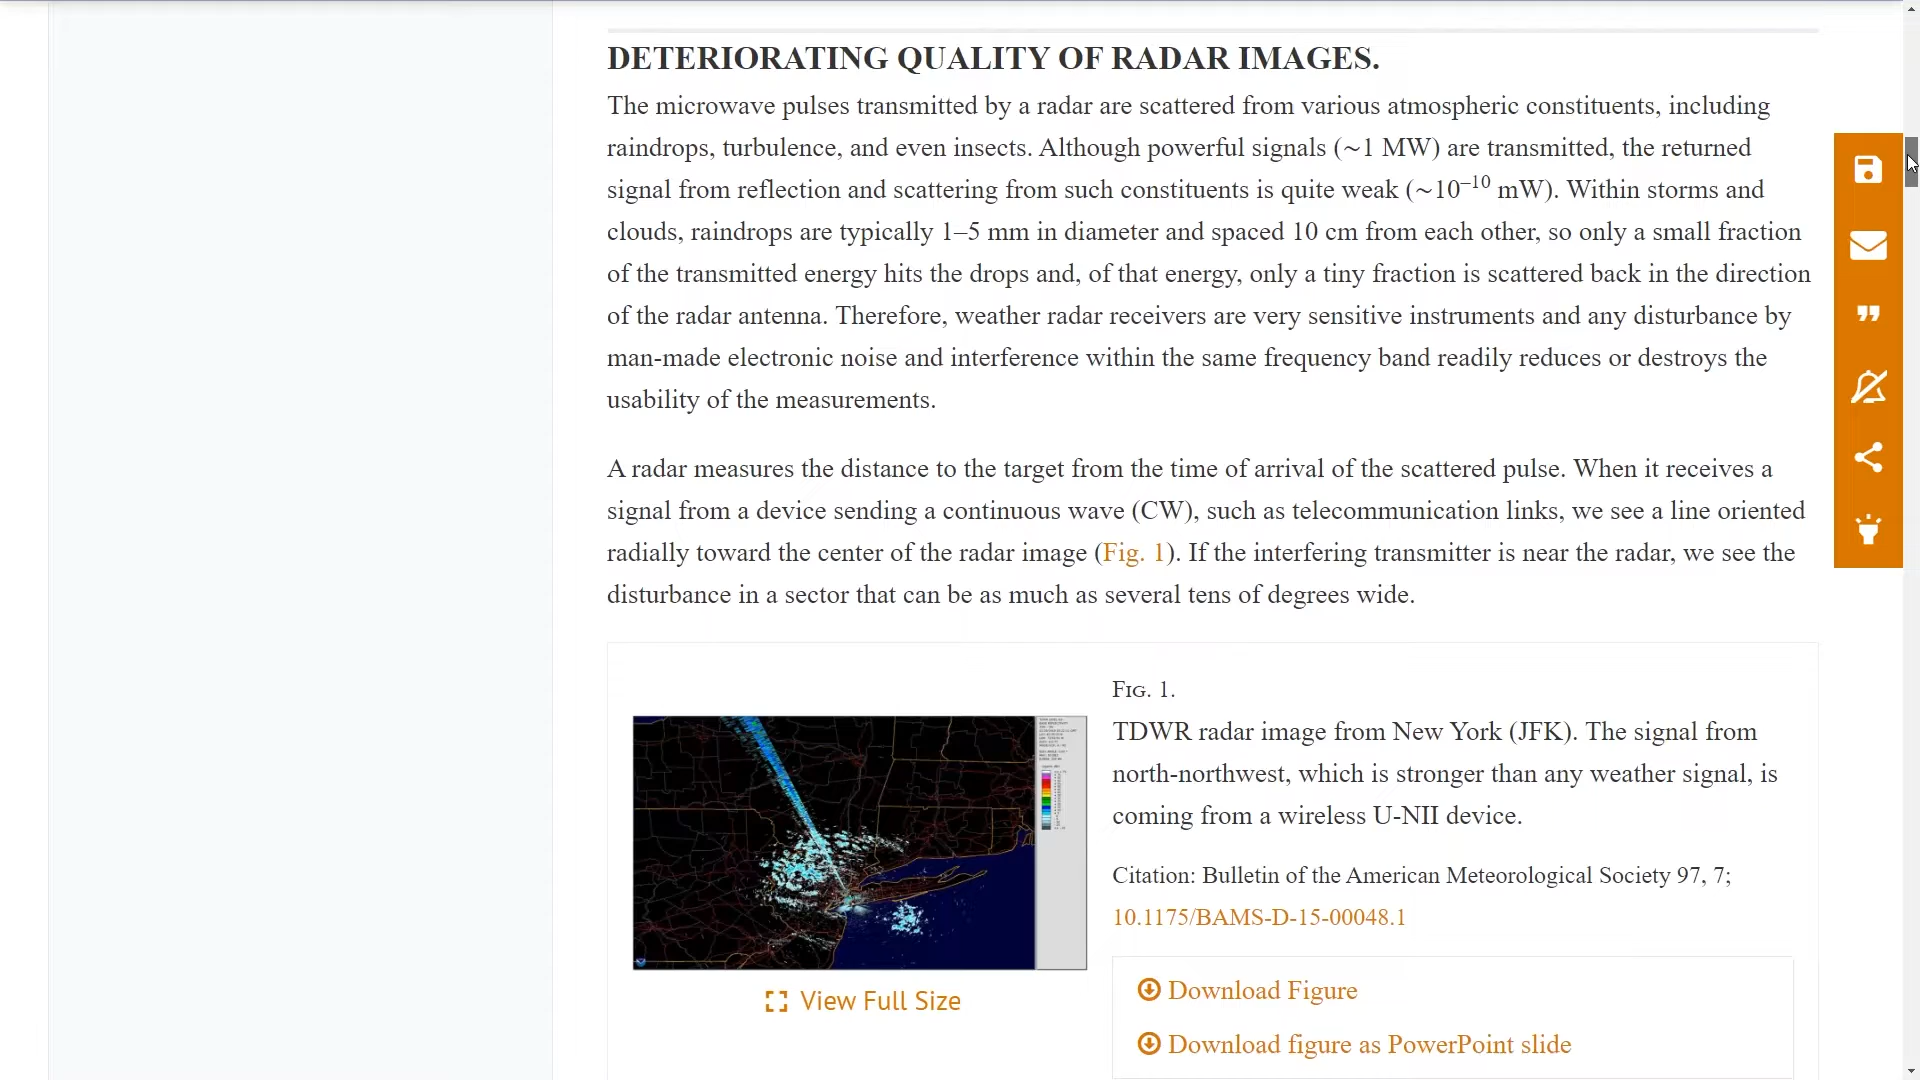 DETERIORATING QUALITY OF RADAR IMAGES.
The microwave pulses transmitted by a radar are scattered from various atmospheric constituents, including
raindrops, turbulence, and even insects. Although powerful signals (~1 MW) are transmitted, the returned
signal from reflection and scattering from such constituents is quite weak (~10⁻¹⁰ mW). Within storms and
clouds, raindrops are typically 1–5 mm in diameter and spaced 10 cm from each other, so only a small fraction
of the transmitted energy hits the drops and, of that energy, only a tiny fraction is scattered back in the direction
of the radar antenna. Therefore, weather radar receivers are very sensitive instruments and any disturbance by
man-made electronic noise and interference within the same frequency band readily reduces or destroys the
usability of the measurements.
A radar measures the distance to the target from the time of arrival of the scattered pulse. When it receives a
signal from a device sending a continuous wave (CW), such as telecommunication links, we see a line oriented
radially toward the center of the radar image (Fig. 1). If the interfering transmitter is near the radar, we see the
disturbance in a sector that can be as much as several tens of degrees wide.
FIG. 1.
TDWR radar image from New York (JFK). The signal from
north-northwest, which is stronger than any weather signal, is
coming from a wireless U-NII device.
Citation: Bulletin of the American Meteorological Society 97, 7;
10.1175/BAMS-D-15-00048.1
View Full Size
Download Figure
Download figure as PowerPoint slide